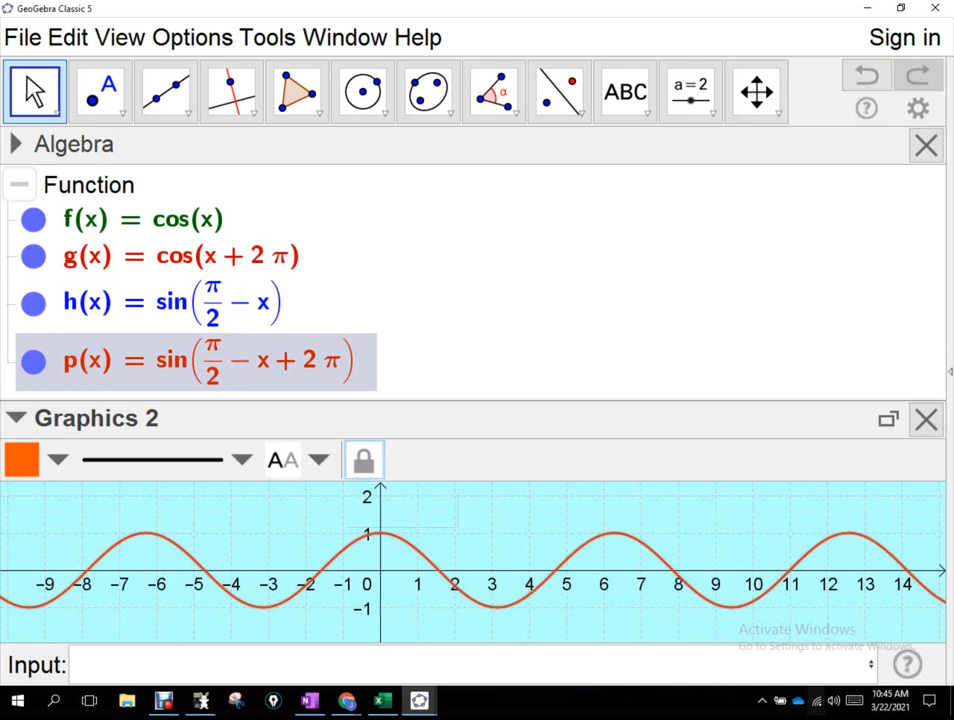 GeoGebra Classic 5
File Edit View Options Tools Window Help Sign in
A α ABC a=2
Algebra
Function
f(x) = cos(x)
g(x) = cos(x + 2 π)
h(x) = sin(π/2 − x)
p(x) = sin(π/2 − x + 2 π)
Graphics 2
AA
2
1
−9 −8 −7 −6 −5 −4 −3 −2 −1 0 1 2 3 4 5 6 7 8 9 10 11 12 13 14
−1
Activate Windows
Go to Settings to activate Windows.
Input:
10:45 AM
3/22/2021